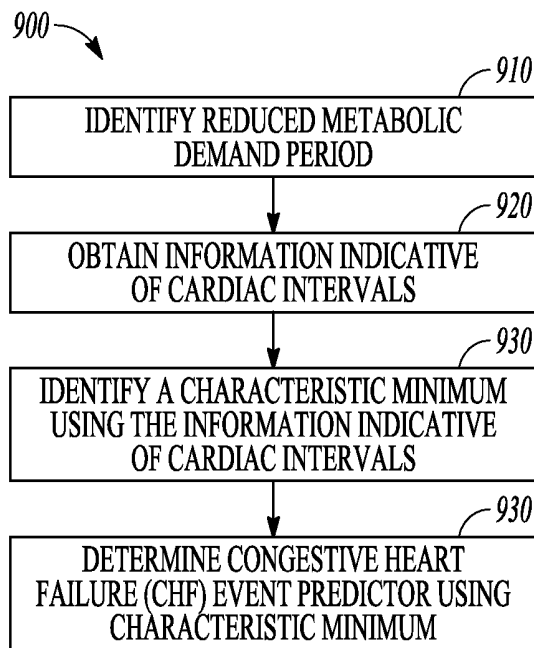 900
910
IDENTIFY REDUCED METABOLIC
DEMAND PERIOD
920
OBTAIN INFORMATION INDICATIVE
OF CARDIAC INTERVALS
930
IDENTIFY A CHARACTERISTIC MINIMUM
USING THE INFORMATION INDICATIVE
OF CARDIAC INTERVALS
930
DETERMINE CONGESTIVE HEART
FAILURE (CHF) EVENT PREDICTOR USING
CHARACTERISTIC MINIMUM